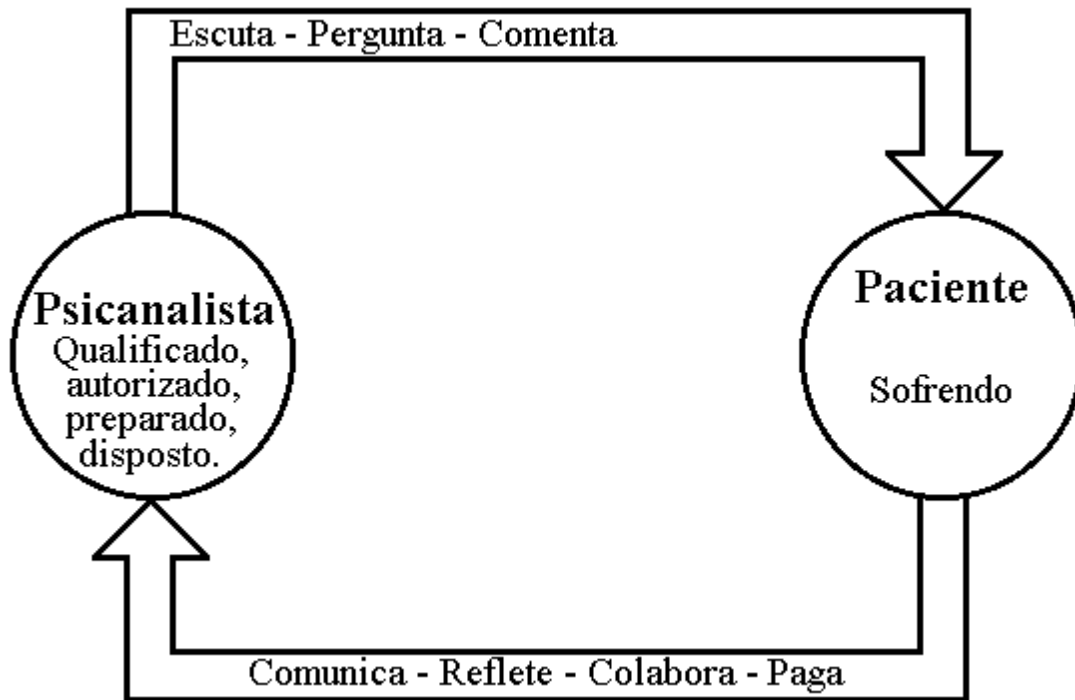 Escuta - Pergunta - Comenta
Psicanalista
Qualificado,
autorizado,
preparado,
disposto.
Paciente
Sofrendo
Comunica - Reflete - Colabora - Paga